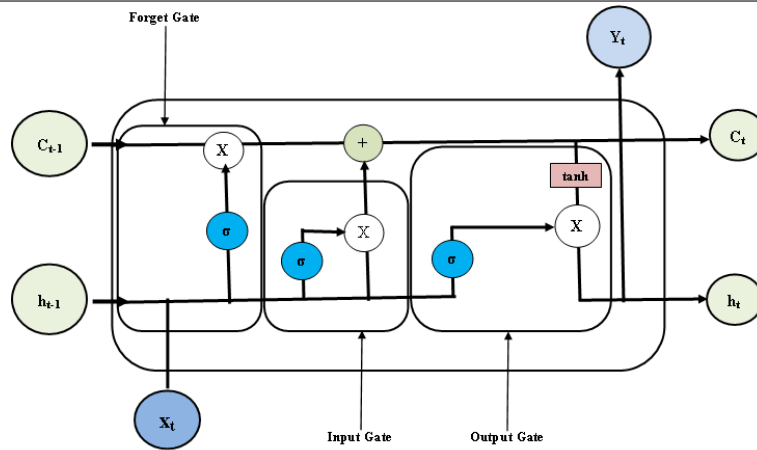 Forget Gate
Yₜ
Cₜ₋₁
X
+
Cₜ
tanh
σ
X
X
σ
σ
hₜ₋₁
hₜ
Xₜ
Input Gate
Output Gate